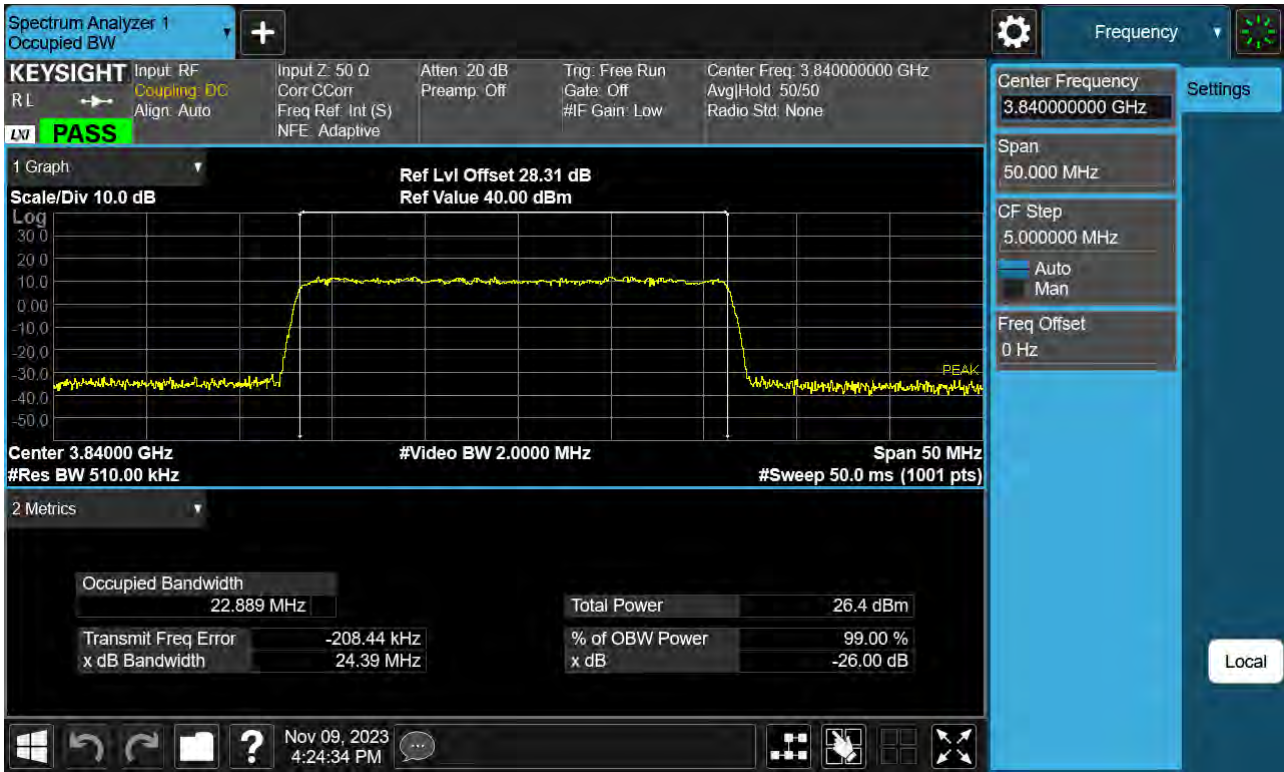 Spectrum Analyzer 1
Occupied BW
+
Frequency
KEYSIGHT
RL
LXI PASS
Input: RF
Coupling: DC
Align: Auto
Input Z: 50 Ω
Corr CCorr
Freq Ref: Int (S)
NFE: Adaptive
Atten: 20 dB
Preamp: Off
Trig: Free Run
Gate: Off
#IF Gain: Low
Center Freq: 3.840000000 GHz
Avg|Hold: 50/50
Radio Std: None
Center Frequency
3.840000000 GHz
Settings
Span
50.000 MHz
CF Step
5.000000 MHz
Auto
Man
Freq Offset
0 Hz
Local
1 Graph
Scale/Div 10.0 dB
Ref Lvl Offset 28.31 dB
Ref Value 40.00 dBm
Log
30.0
20.0
10.0
0.00
-10.0
-20.0
-30.0
-40.0
-50.0
PEAK
Center 3.84000 GHz
#Video BW 2.0000 MHz
Span 50 MHz
#Res BW 510.00 kHz
#Sweep 50.0 ms (1001 pts)
2 Metrics
Occupied Bandwidth
22.889 MHz
Total Power 26.4 dBm
Transmit Freq Error -208.44 kHz
% of OBW Power 99.00 %
x dB Bandwidth 24.39 MHz
x dB -26.00 dB
?
Nov 09, 2023
4:24:34 PM